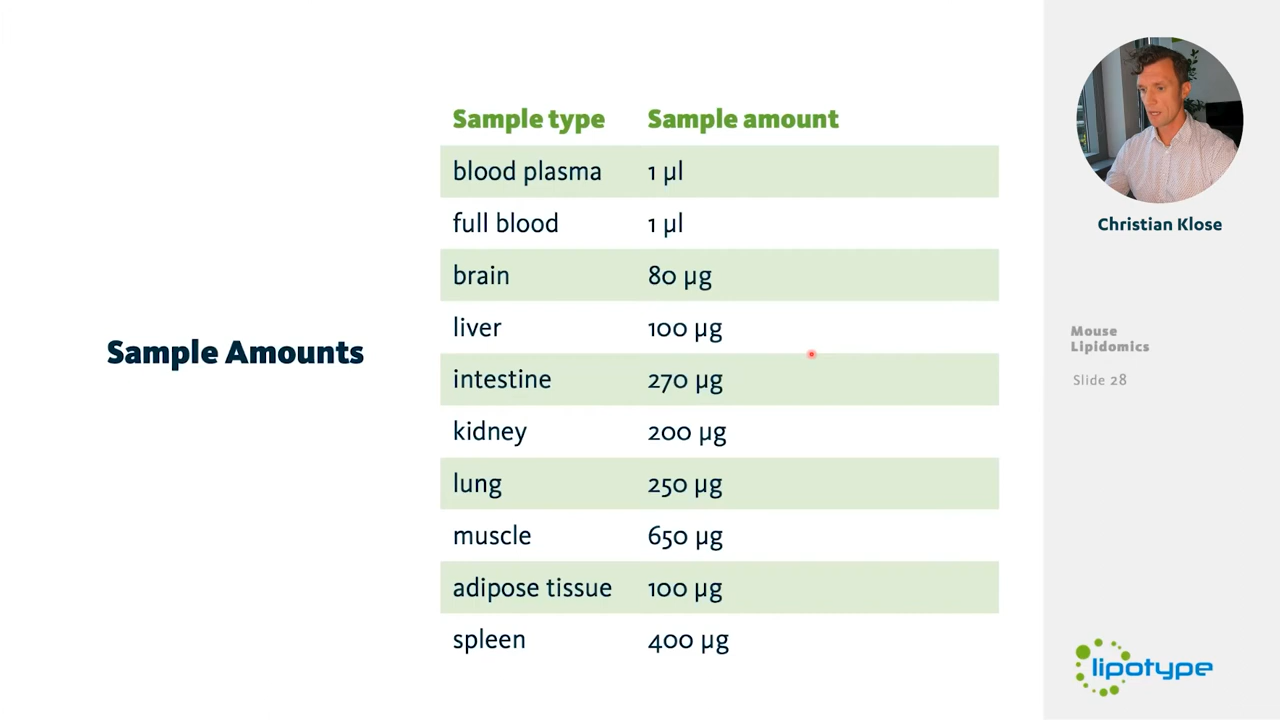 Sample type Sample amount
blood plasma 1 µl
full blood 1 µl
brain 80 µg
liver 100 µg
intestine 270 µg
kidney 200 µg
lung 250 µg
muscle 650 µg
adipose tissue 100 µg
spleen 400 µg
Sample Amounts
Christian Klose
Mouse
Lipidomics
Slide 28
lipotype